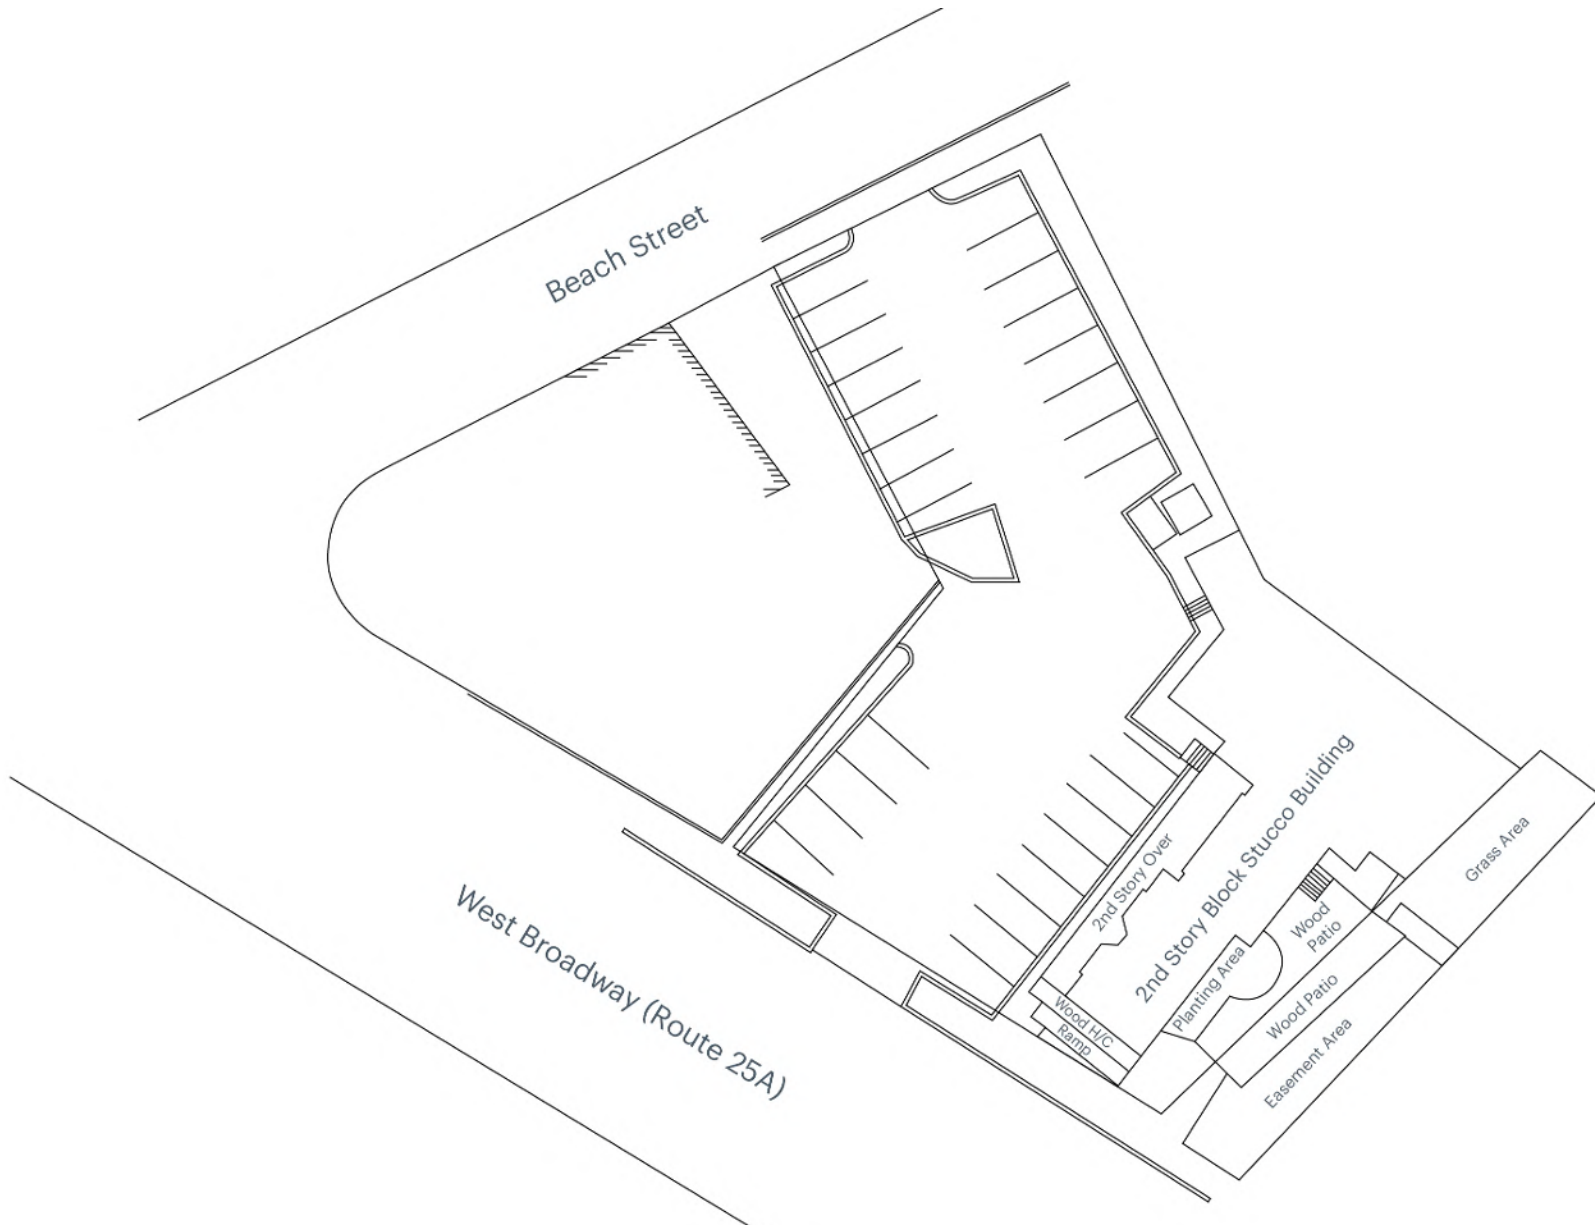 Beach Street
West Broadway (Route 25A)
2nd Story Over
2nd Story Block Stucco Building
Grass Area
Wood
Patio
Planting Area
Wood Patio
Wood H/C
Ramp
Easement Area